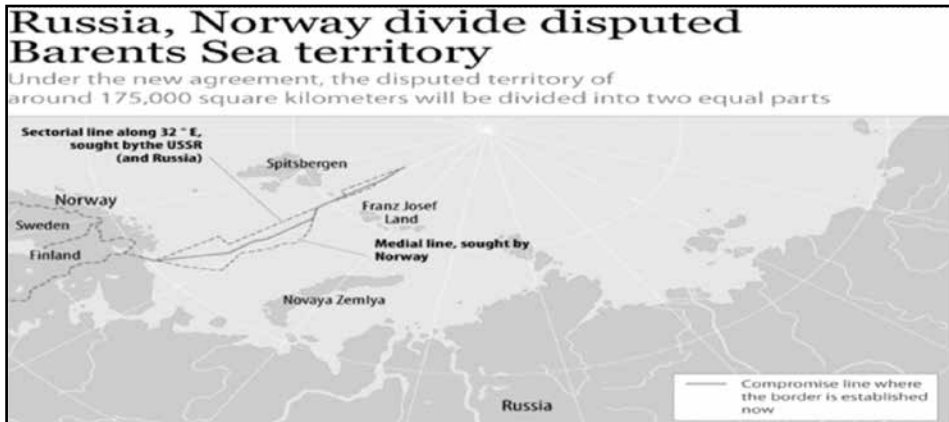 Russia, Norway divide disputed
Barents Sea territory
Under the new agreement, the disputed territory of
around 175,000 square kilometers will be divided into two equal parts
Sectorial line along 32 ° E,
sought bythe USSR
(and Russia)
Spitsbergen
Norway
Sweden
Finland
Franz Josef
Land
Medial line, sought by
Norway
Novaya Zemlya
Russia
Compromise line where
the border is established
now